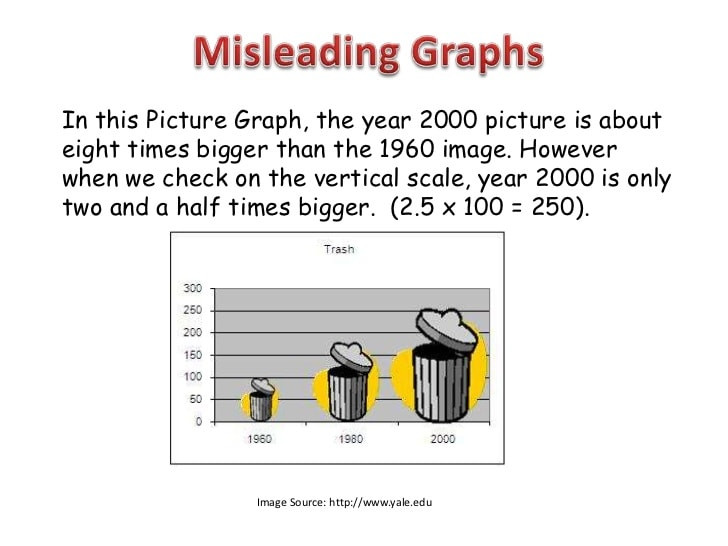 Misleading Graphs
In this Picture Graph, the year 2000 picture is about
eight times bigger than the 1960 image. However
when we check on the vertical scale, year 2000 is only
two and a half times bigger.  (2.5 x 100 = 250).
Trash
300
250
200
150
100
50
0
1960 1980 2000
Image Source: http://www.yale.edu